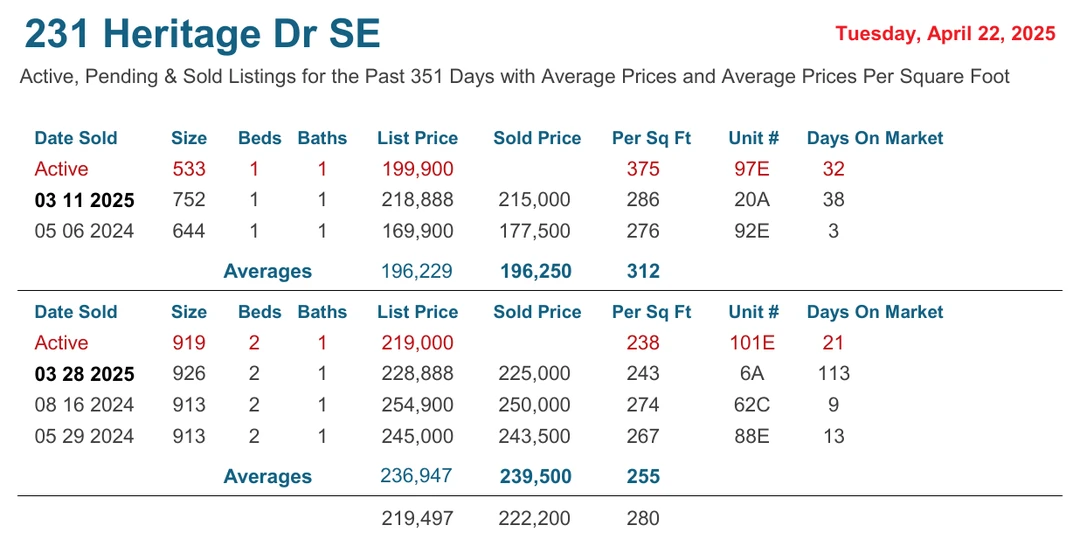 231 Heritage Dr SE Tuesday, April 22, 2025
Active, Pending & Sold Listings for the Past 351 Days with Average Prices and Average Prices Per Square Foot
Date Sold Size Beds Baths List Price Sold Price Per Sq Ft Unit # Days On Market
Active 533 1 1 199,900 375 97E 32
03 11 2025 752 1 1 218,888 215,000 286 20A 38
05 06 2024 644 1 1 169,900 177,500 276 92E 3
Averages 196,229 196,250 312
Date Sold Size Beds Baths List Price Sold Price Per Sq Ft Unit # Days On Market
Active 919 2 1 219,000 238 101E 21
03 28 2025 926 2 1 228,888 225,000 243 6A 113
08 16 2024 913 2 1 254,900 250,000 274 62C 9
05 29 2024 913 2 1 245,000 243,500 267 88E 13
Averages 236,947 239,500 255
219,497 222,200 280